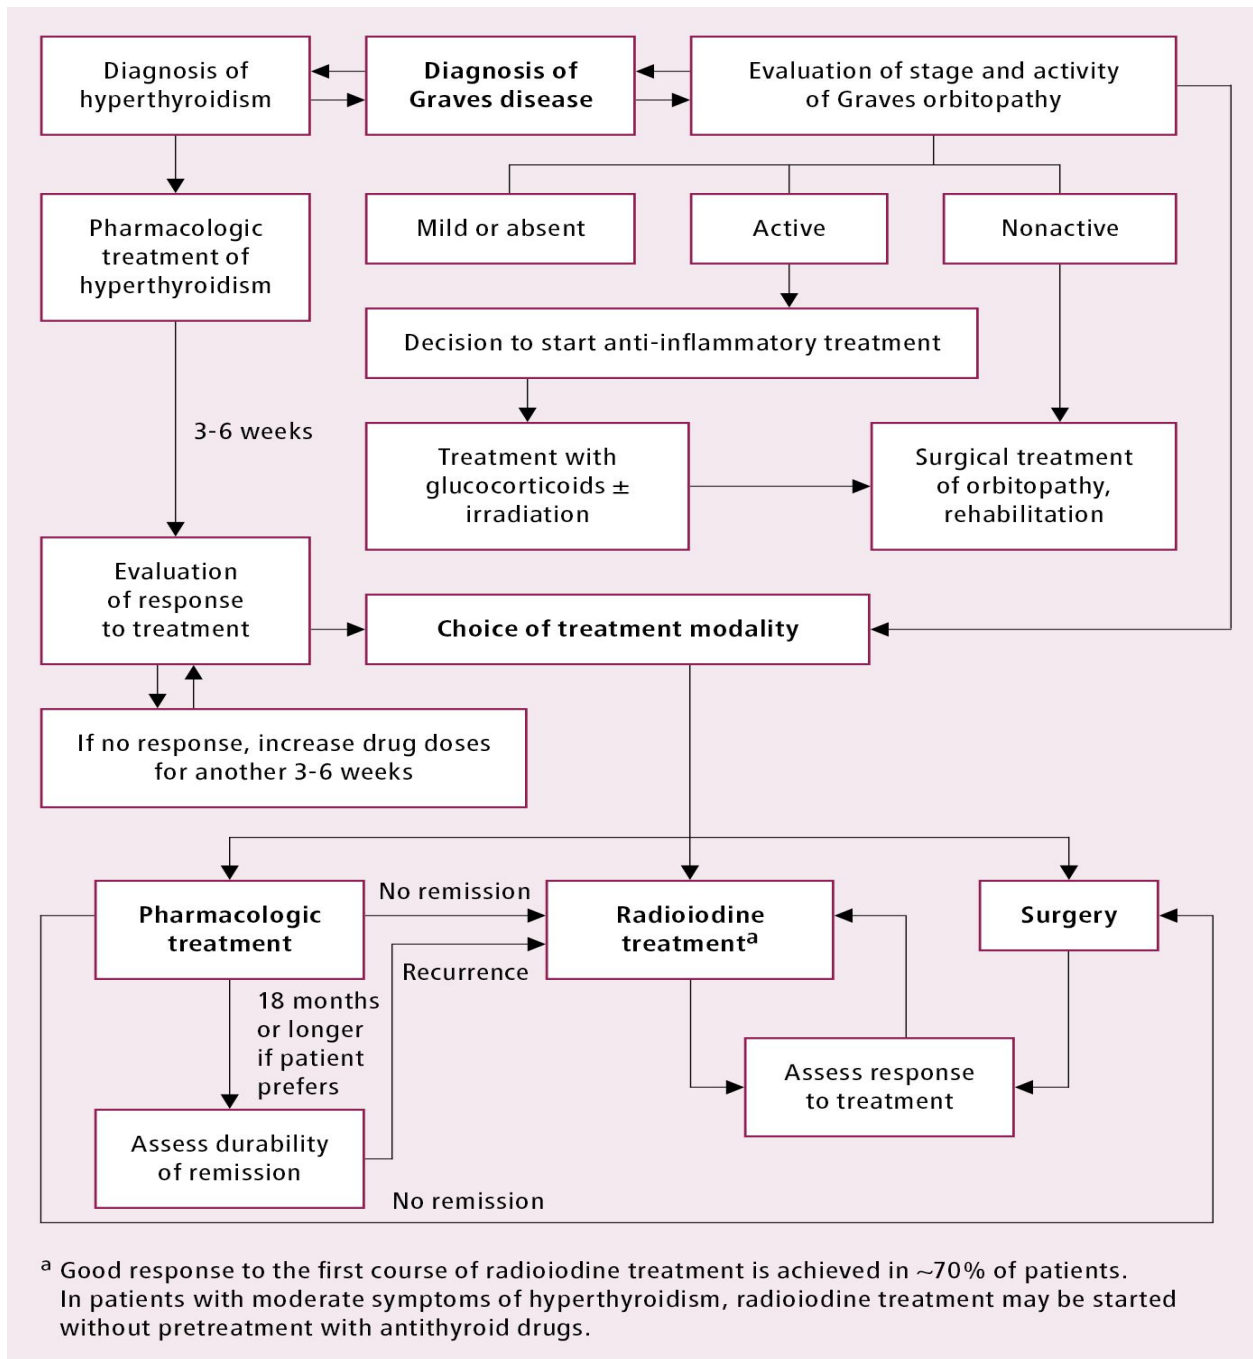 Diagnosis of
hyperthyroidism
Diagnosis of
Graves disease
Evaluation of stage and activity
of Graves orbitopathy
Pharmacologic
treatment of
hyperthyroidism
Mild or absent
Active
Nonactive
Decision to start anti-inflammatory treatment
3-6 weeks
Treatment with
glucocorticoids ±
irradiation
Surgical treatment
of orbitopathy,
rehabilitation
Evaluation
of response
to treatment
Choice of treatment modality
If no response, increase drug doses
for another 3-6 weeks
Pharmacologic
treatment
No remission
Radioiodine
treatmentᵃ
Surgery
Recurrence
18 months
or longer
if patient
prefers
Assess response
to treatment
Assess durability
of remission
No remission
ᵃ Good response to the first course of radioiodine treatment is achieved in ~70% of patients.
In patients with moderate symptoms of hyperthyroidism, radioiodine treatment may be started
without pretreatment with antithyroid drugs.